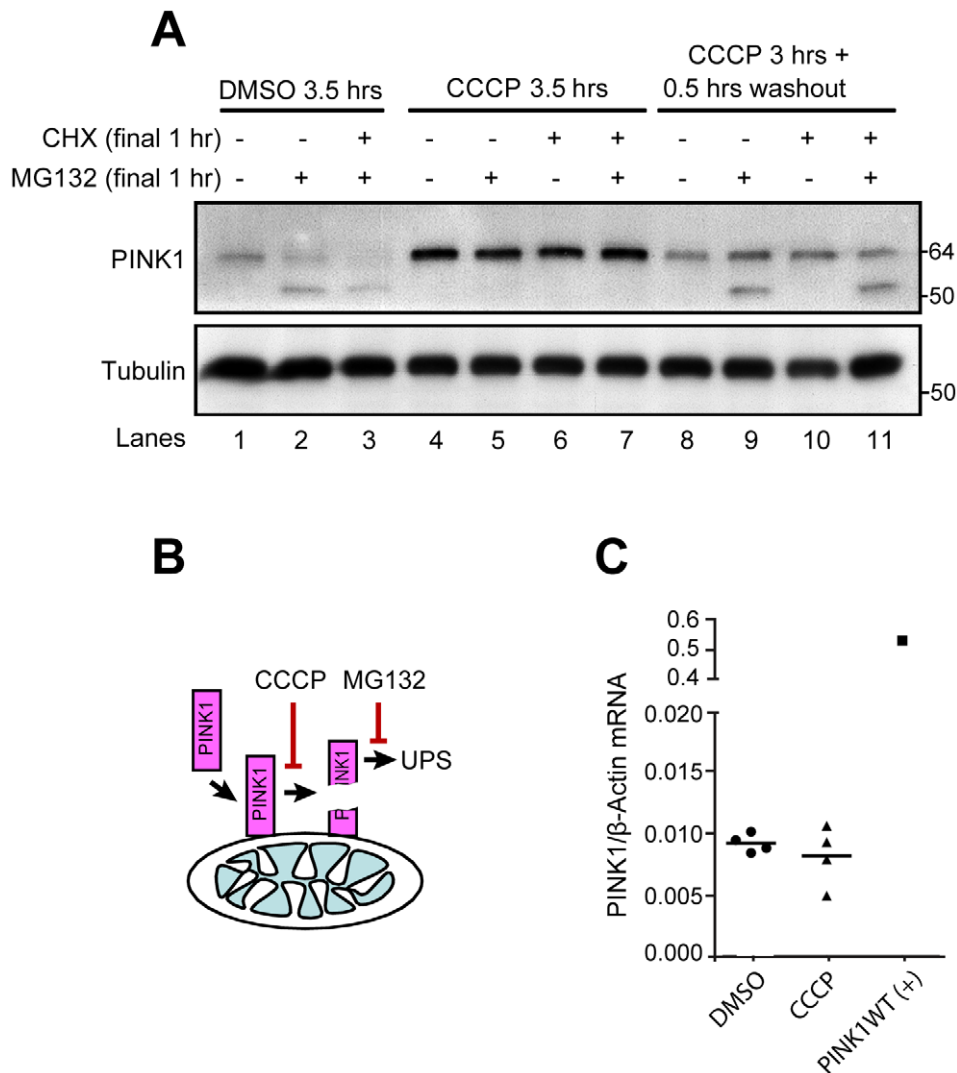 A
DMSO 3.5 hrs CCCP 3.5 hrs CCCP 3 hrs +
0.5 hrs washout
CHX (final 1 hr) - - + - - + + - - + +
MG132 (final 1 hr) - + + - + - + - + - +
PINK1 64
50
Tubulin
50
Lanes 1 2 3 4 5 6 7 8 9 10 11
B
CCCP MG132
PINK1
PINK1
P
INK1
UPS
C
PINK1/β-Actin mRNA
0.6
0.5
0.4
0.020
0.015
0.010
0.005
0.000
DMSO
CCCP
PINK1WT (+)